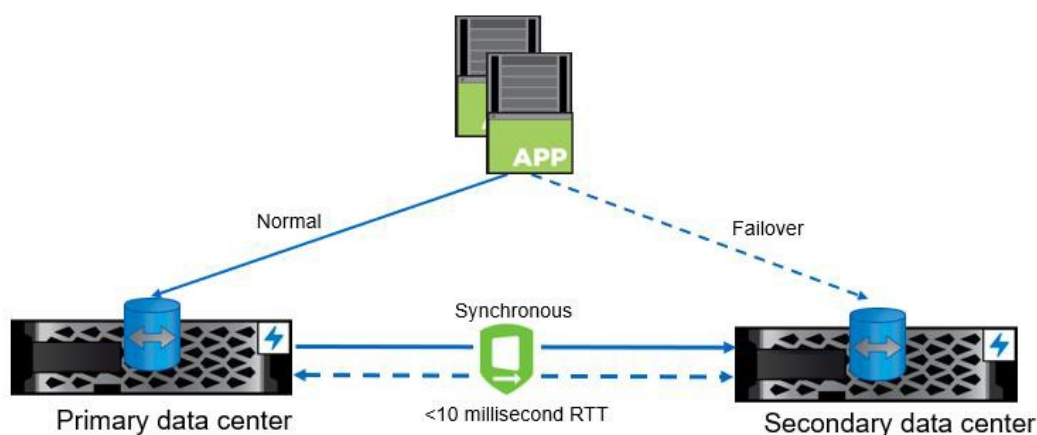 APP
Normal
Failover
Synchronous
<10 millisecond RTT
Primary data center
Secondary data center